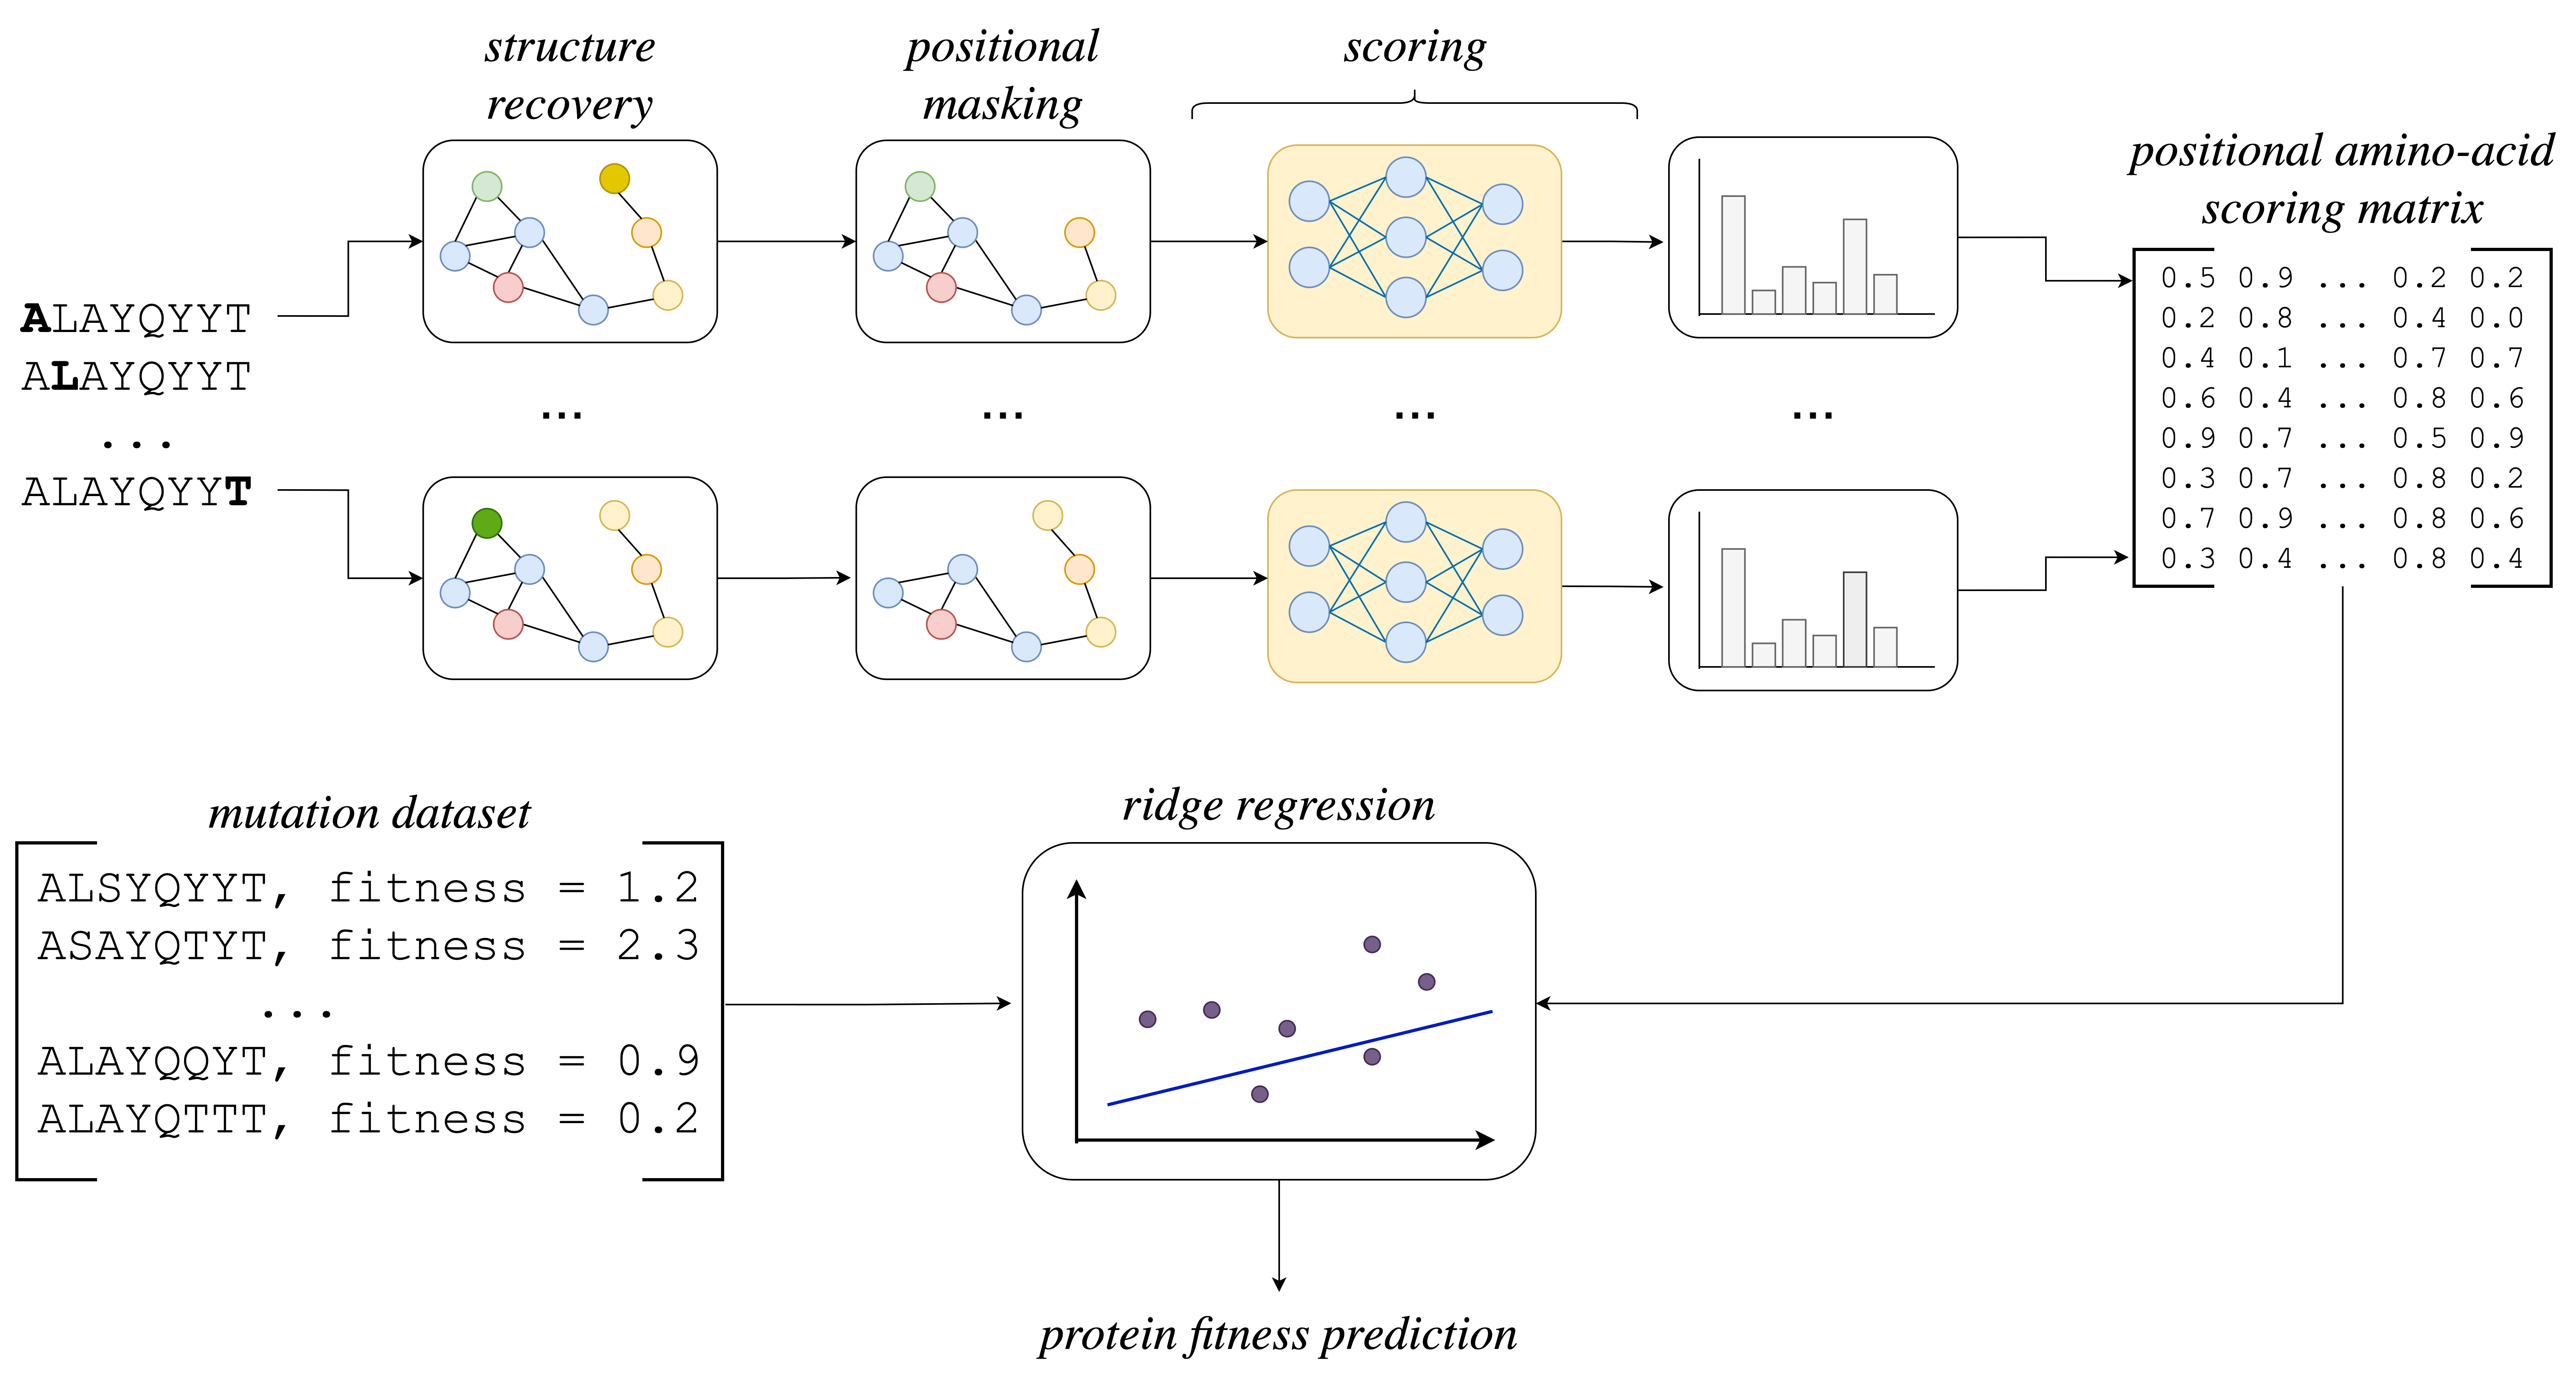 structure
recovery
positional
masking
scoring
positional amino-acid
scoring matrix
ALAYQYYT
ALAYQYYT
...
ALAYQYYT
...
...
...
...
0.5 0.9 ... 0.2 0.2
0.2 0.8 ... 0.4 0.0
0.4 0.1 ... 0.7 0.7
0.6 0.4 ... 0.8 0.6
0.9 0.7 ... 0.5 0.9
0.3 0.7 ... 0.8 0.2
0.7 0.9 ... 0.8 0.6
0.3 0.4 ... 0.8 0.4
mutation dataset
ALSYQYYT, fitness = 1.2
ASAYQTYT, fitness = 2.3
...
ALAYQQYT, fitness = 0.9
ALAYQTTT, fitness = 0.2
ridge regression
protein fitness prediction